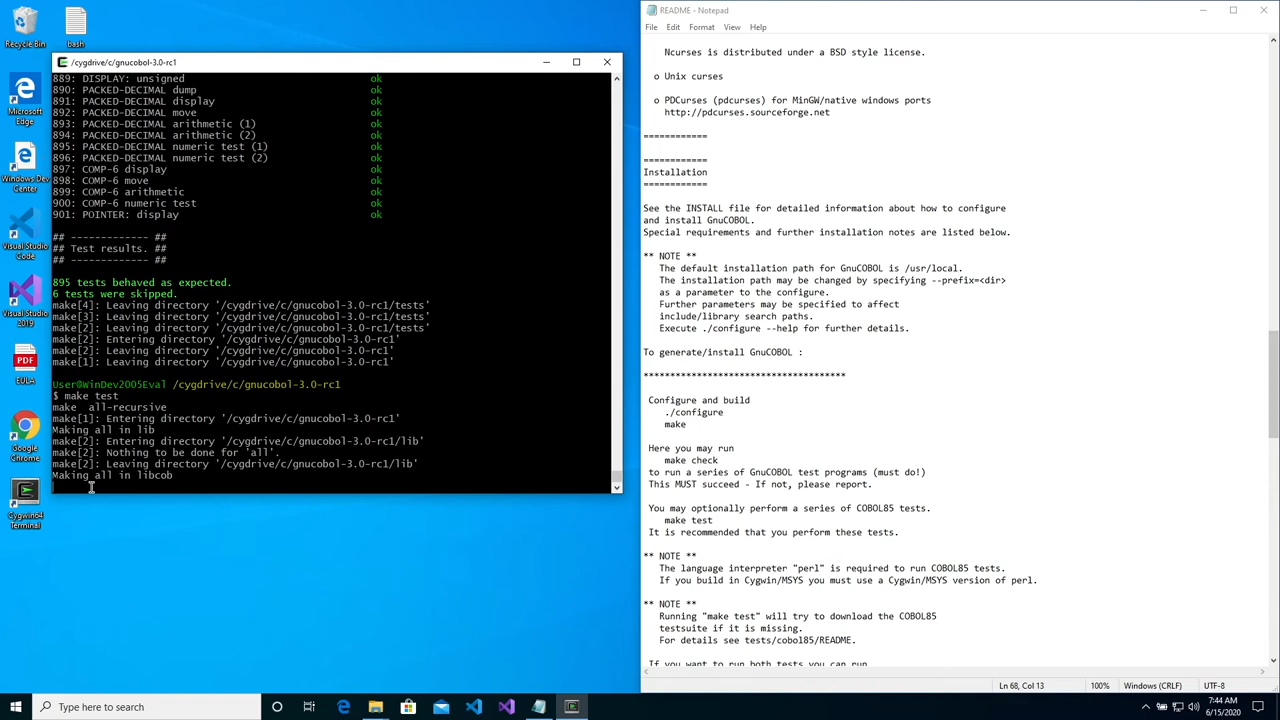 Recycle Bin
bash
Microsoft
Edge
Windows Dev
Center
Visual Studio
Code
Visual Studio
2019
EULA
Google
Chrome
Cygwin64
Terminal
/cygdrive/c/gnucobol-3.0-rc1
889: DISPLAY: unsigned ok
890: PACKED-DECIMAL dump ok
891: PACKED-DECIMAL display ok
892: PACKED-DECIMAL move ok
893: PACKED-DECIMAL arithmetic (1) ok
894: PACKED-DECIMAL arithmetic (2) ok
895: PACKED-DECIMAL numeric test (1) ok
896: PACKED-DECIMAL numeric test (2) ok
897: COMP-6 display ok
898: COMP-6 move ok
899: COMP-6 arithmetic ok
900: COMP-6 numeric test ok
901: POINTER: display ok
## ------------- ##
## Test results. ##
## ------------- ##
895 tests behaved as expected.
6 tests were skipped.
make[4]: Leaving directory '/cygdrive/c/gnucobol-3.0-rc1/tests'
make[3]: Leaving directory '/cygdrive/c/gnucobol-3.0-rc1/tests'
make[2]: Leaving directory '/cygdrive/c/gnucobol-3.0-rc1/tests'
make[2]: Entering directory '/cygdrive/c/gnucobol-3.0-rc1'
make[2]: Leaving directory '/cygdrive/c/gnucobol-3.0-rc1'
make[1]: Leaving directory '/cygdrive/c/gnucobol-3.0-rc1'
User@WinDev2005Eval /cygdrive/c/gnucobol-3.0-rc1
$ make test
make  all-recursive
make[1]: Entering directory '/cygdrive/c/gnucobol-3.0-rc1'
Making all in lib
make[2]: Entering directory '/cygdrive/c/gnucobol-3.0-rc1/lib'
make[2]: Nothing to be done for 'all'.
make[2]: Leaving directory '/cygdrive/c/gnucobol-3.0-rc1/lib'
Making all in libcob
README - Notepad
File Edit Format View Help
Ncurses is distributed under a BSD style license.
o Unix curses
o PDCurses (pdcurses) for MinGW/native windows ports
http://pdcurses.sourceforge.net
============
============
Installation
============
See the INSTALL file for detailed information about how to configure
and install GnuCOBOL.
Special requirements and further installation notes are listed below.
** NOTE **
The default installation path for GnuCOBOL is /usr/local.
The installation path may be changed by specifying --prefix=<dir>
as a parameter to the configure.
Further parameters may be specified to affect
include/library search paths.
Execute ./configure --help for further details.
To generate/install GnuCOBOL :
**************************************
Configure and build
./configure
make
Here you may run
make check
to run a series of GnuCOBOL test programs (must do!)
This MUST succeed - If not, please report.
You may optionally perform a series of COBOL85 tests.
make test
It is recommended that you perform these tests.
** NOTE **
The language interpreter "perl" is required to run COBOL85 tests.
If you build in Cygwin/MSYS you must use a Cygwin/MSYS version of perl.
** NOTE **
Running "make test" will try to download the COBOL85
testsuite if it is missing.
For details see tests/cobol85/README.
If you want to run both tests you can run
Ln 68, Col 13 100% Windows (CRLF) UTF-8
Type here to search
7:44 AM
6/15/2020